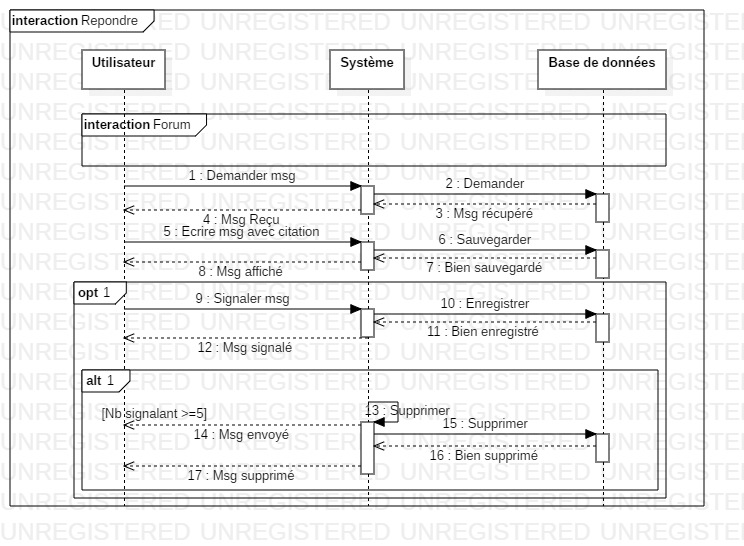 interaction Repondre
Utilisateur
Système
Base de données
interaction Forum
1 : Demander msg
2 : Demander
3 : Msg récupéré
4 : Msg Reçu
5 : Ecrire msg avec citation
6 : Sauvegarder
7 : Bien sauvegardé
8 : Msg affiché
opt 1
9 : Signaler msg
10 : Enregistrer
11 : Bien enregistré
12 : Msg signalé
alt 1
[Nb signalant >=5]
13 : Supprimer
14 : Msg envoyé
15 : Supprimer
16 : Bien supprimé
17 : Msg supprimé
UNREGISTERED